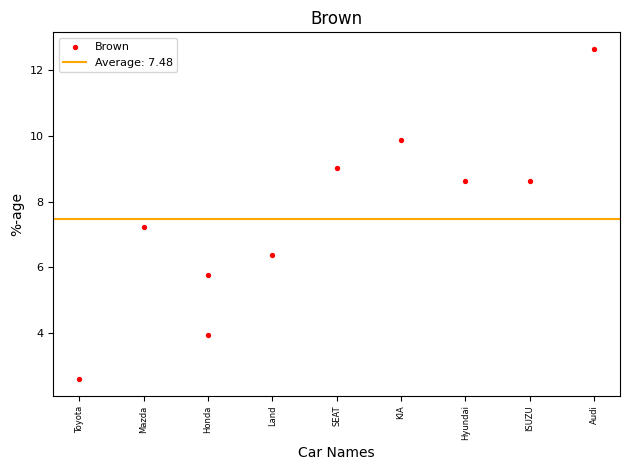 Brown
Brown
Average: 7.48
12
10
8
6
4
%-age
Toyota
Mazda
Honda
Land
SEAT
KIA
Hyundai
ISUZU
Audi
Car Names